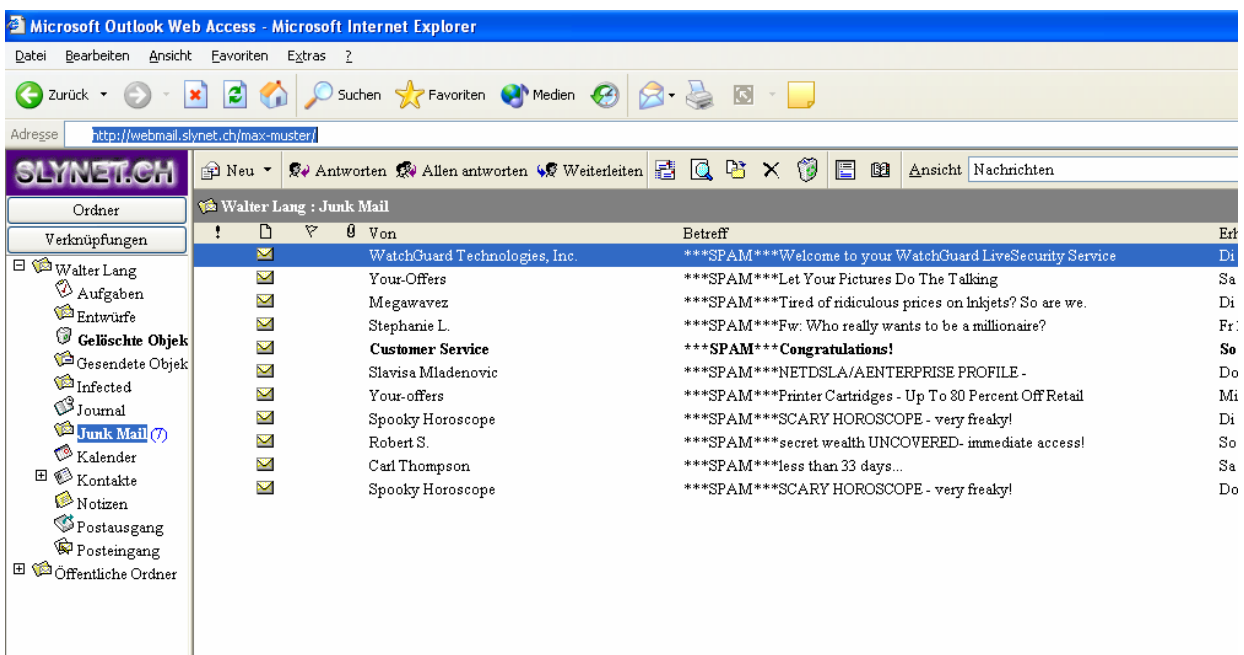 Microsoft Outlook Web Access - Microsoft Internet Explorer
Datei Bearbeiten Ansicht Favoriten Extras ?
Zurück Suchen Favoriten Medien
Adresse http://webmail.slynet.ch/max-muster/
SLYNET.CH
Neu Antworten Allen antworten Weiterleiten Ansicht Nachrichten
Ordner
Verknüpfungen
Walter Lang
Aufgaben
Entwürfe
Gelöschte Objek
Gesendete Objek
Infected
Journal
Junk Mail (7)
Kalender
Kontakte
Notizen
Postausgang
Posteingang
Öffentliche Ordner
Walter Lang : Junk Mail
! Von Betreff Erh
WatchGuard Technologies, Inc. ***SPAM***Welcome to your WatchGuard LiveSecurity Service Di
Your-Offers ***SPAM***Let Your Pictures Do The Talking Sa
Megawavez ***SPAM***Tired of ridiculous prices on Inkjets? So are we. Di
Stephanie L. ***SPAM***Fw: Who really wants to be a millionaire? Fr
Customer Service ***SPAM***Congratulations! So
Slavisa Mladenovic ***SPAM***NETDSLA/AENTERPRISE PROFILE - Do
Your-offers ***SPAM***Printer Cartridges - Up To 80 Percent Off Retail Mi
Spooky Horoscope ***SPAM***SCARY HOROSCOPE - very freaky! Di
Robert S. ***SPAM***secret wealth UNCOVERED- immediate access! So
Carl Thompson ***SPAM***less than 33 days... Sa
Spooky Horoscope ***SPAM***SCARY HOROSCOPE - very freaky! Do